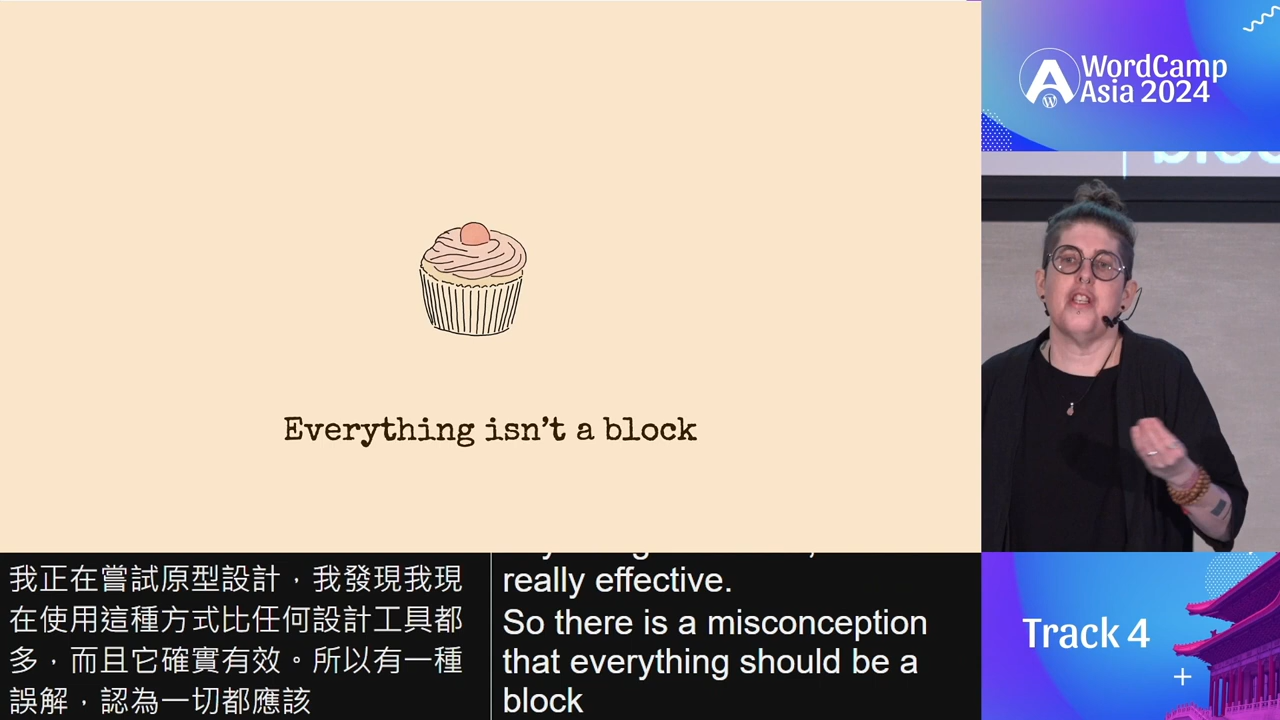 Everything isn't a block
WordCamp
Asia 2024
我正在嘗試原型設計，我發現我現
在使用這種方式比任何設計工具都
多，而且它確實有效。所以有一種
誤解，認為一切都應該
really effective.
So there is a misconception
that everything should be a
block
Track 4